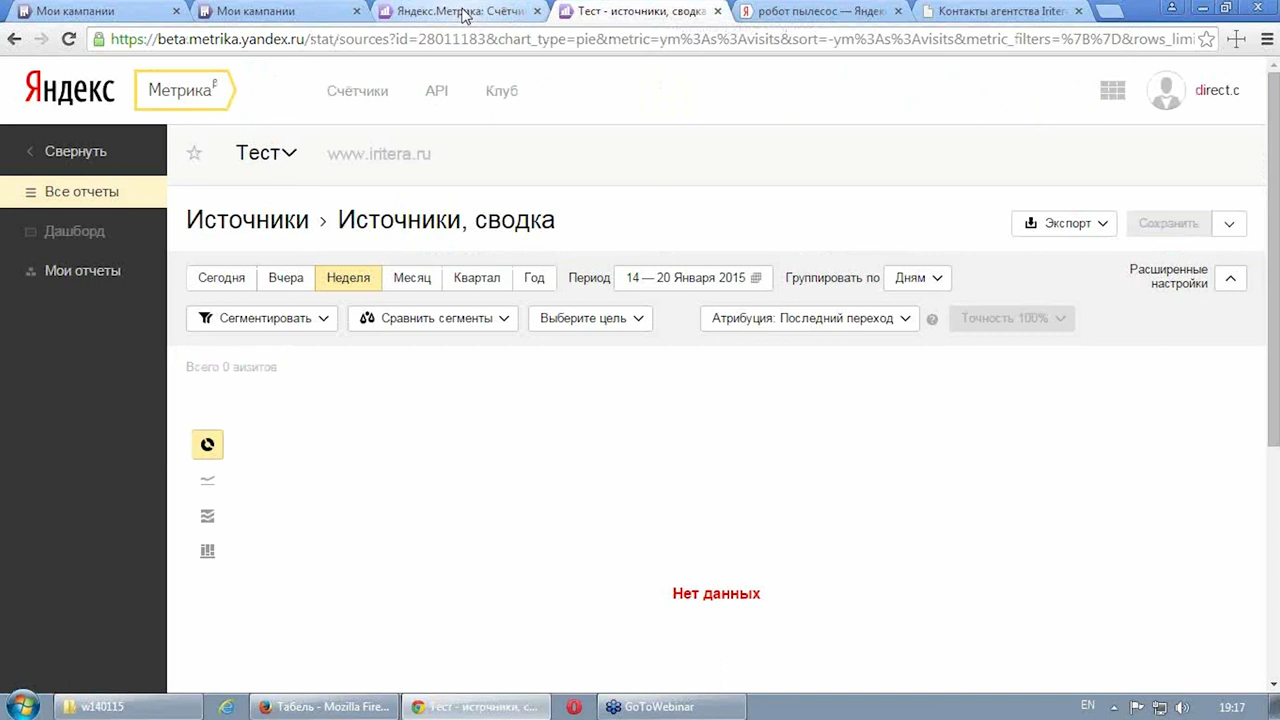 Мои кампании
Мои кампании
Яндекс.Метрика: Счётчи
Тест - источники, сводка
робот пылесос — Яндек
Контакты агентства Iriter
https://beta.metrika.yandex.ru/stat/sources?id=28011183&chart_type=pie&metric=ym%3As%3Avisits&sort=-ym%3As%3Avisits&metric_filters=%7B%7D&rows_limi
Яндекс
Метрикаβ
Счётчики
API
Клуб
direct.c
Свернуть
Тест
www.iritera.ru
Все отчеты
Дашборд
Мои отчеты
Источники › Источники, сводка
Экспорт
Сохранить
Сегодня
Вчера
Неделя
Месяц
Квартал
Год
Период
14 — 20 Января 2015
Группировать по
Дням
Расширенные
настройки
Сегментировать
Сравнить сегменты
Выберите цель
Атрибуция: Последний переход
?
Точность 100%
Всего 0 визитов
Нет данных
w140115
Табель - Mozilla Fire...
Тест - источники, с...
GoToWebinar
EN
19:17